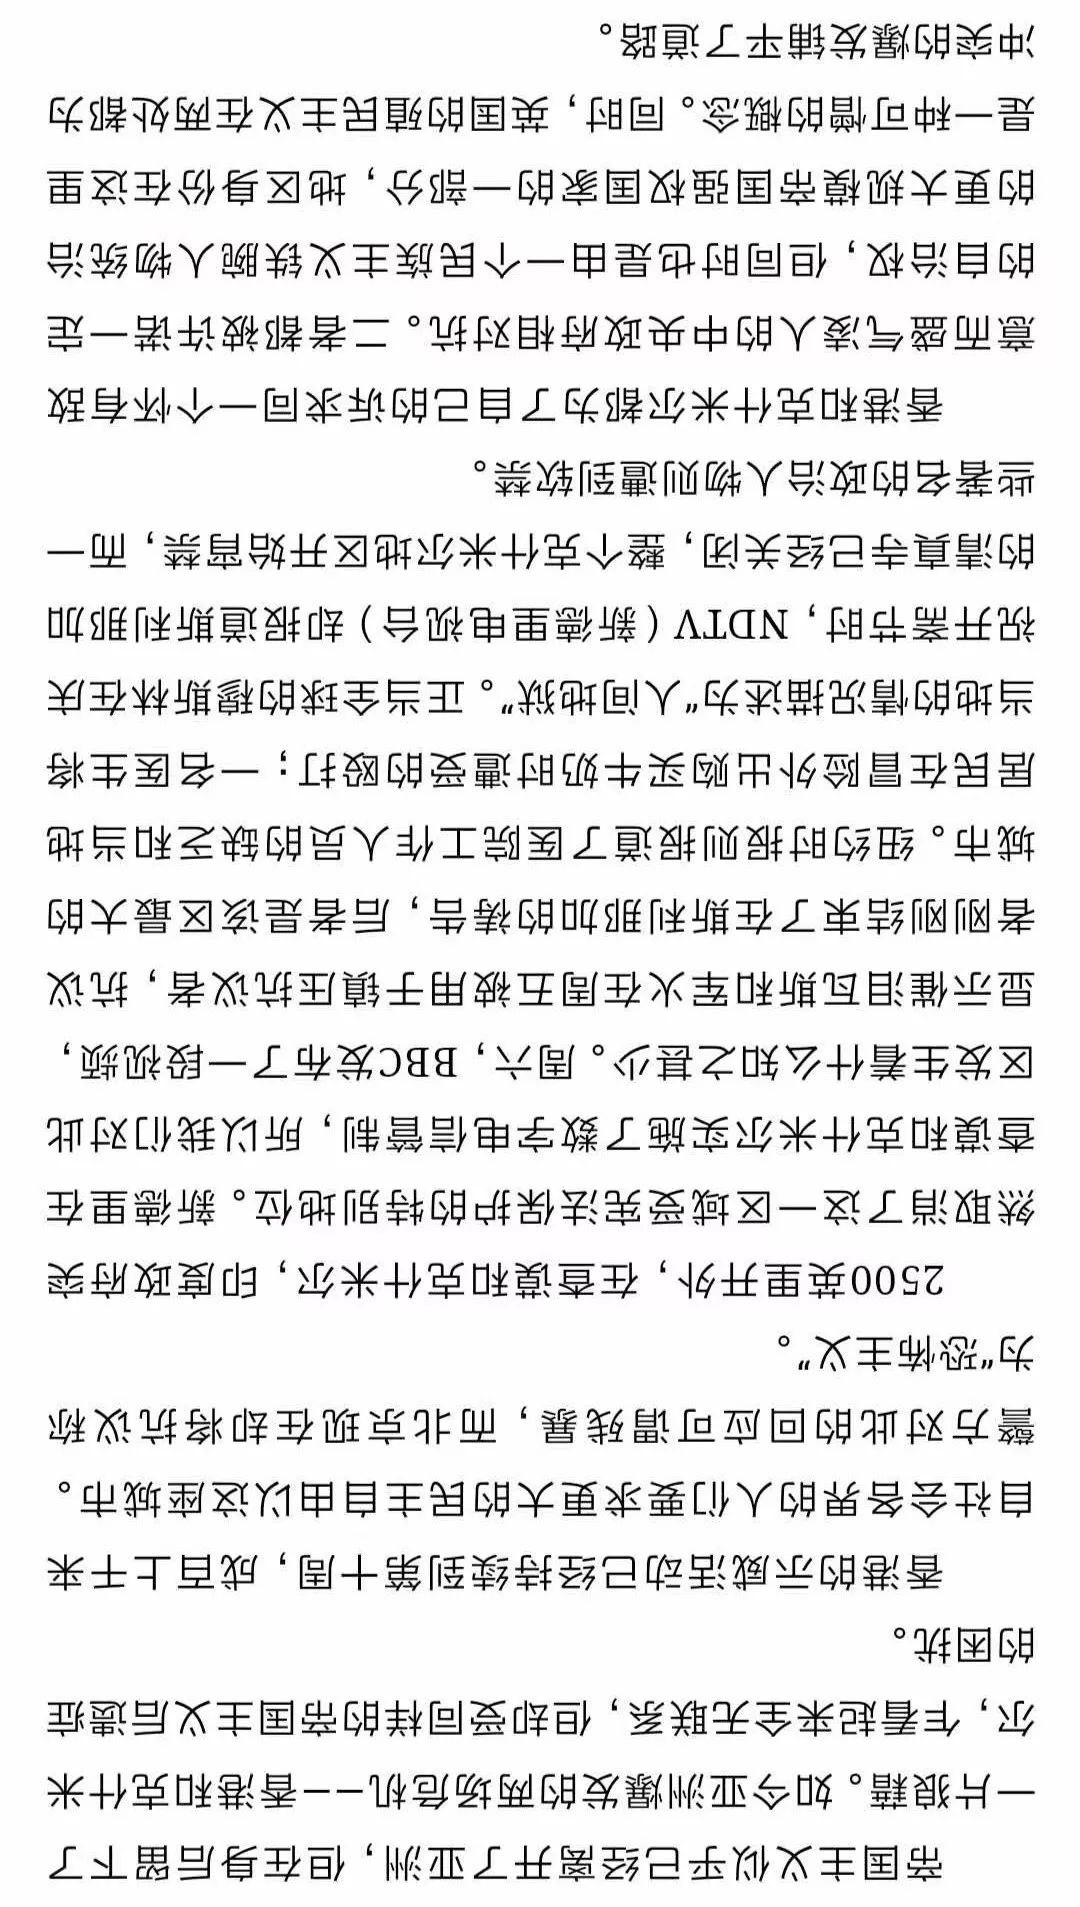 帝国主义似乎已经离开了亚洲，但在身后留下了
一片狼藉。如今亚洲爆发的两场危机——香港和克什米
尔，乍看起来全无联系，但却受同样的帝国主义后遗症
的困扰。
香港的示威活动已经持续到第十周，成百上千来
自社会各界的人们要求更大的民主自由以这座城市。
警方对此的回应可谓残暴，而北京现在却将抗议称
为“恐怖主义”。
2500英里开外，在查谟和克什米尔，印度政府突
然取消了这一区域受宪法保护的特别地位。新德里在
查谟和克什米尔实施了数字电信管制，所以我们对此
区发生着什么知之甚少。周六，BBC发布了一段视频，
显示催泪瓦斯和军火在周五被用于镇压抗议者，抗议
者刚刚结束了在斯利那加的祷告，后者是该区最大的
城市。纽约时报则报道了医院工作人员的缺乏和当地
居民在冒险外出购买牛奶时遭受的殴打；一名医生将
当地的情况描述为“人间地狱”。正当全球的穆斯林在庆
祝开斋节时，NDTV（新德里电视台）却报道斯利那加
的清真寺已经关闭，整个克什米尔地区开始宵禁，而一
些著名的政治人物则遭到软禁。
香港和克什米尔都为了自己的诉求同一个怀有敌
意而盛气凌人的中央政府相对抗。二者都被许诺一定
的自治权，但同时也是由一个民族主义铁腕人物统治
的更大规模帝国强权国家的一部分，地区身份在这里
是一种可憎的概念。同时，英国的殖民主义在两处都为
冲突的爆发铺平了道路。